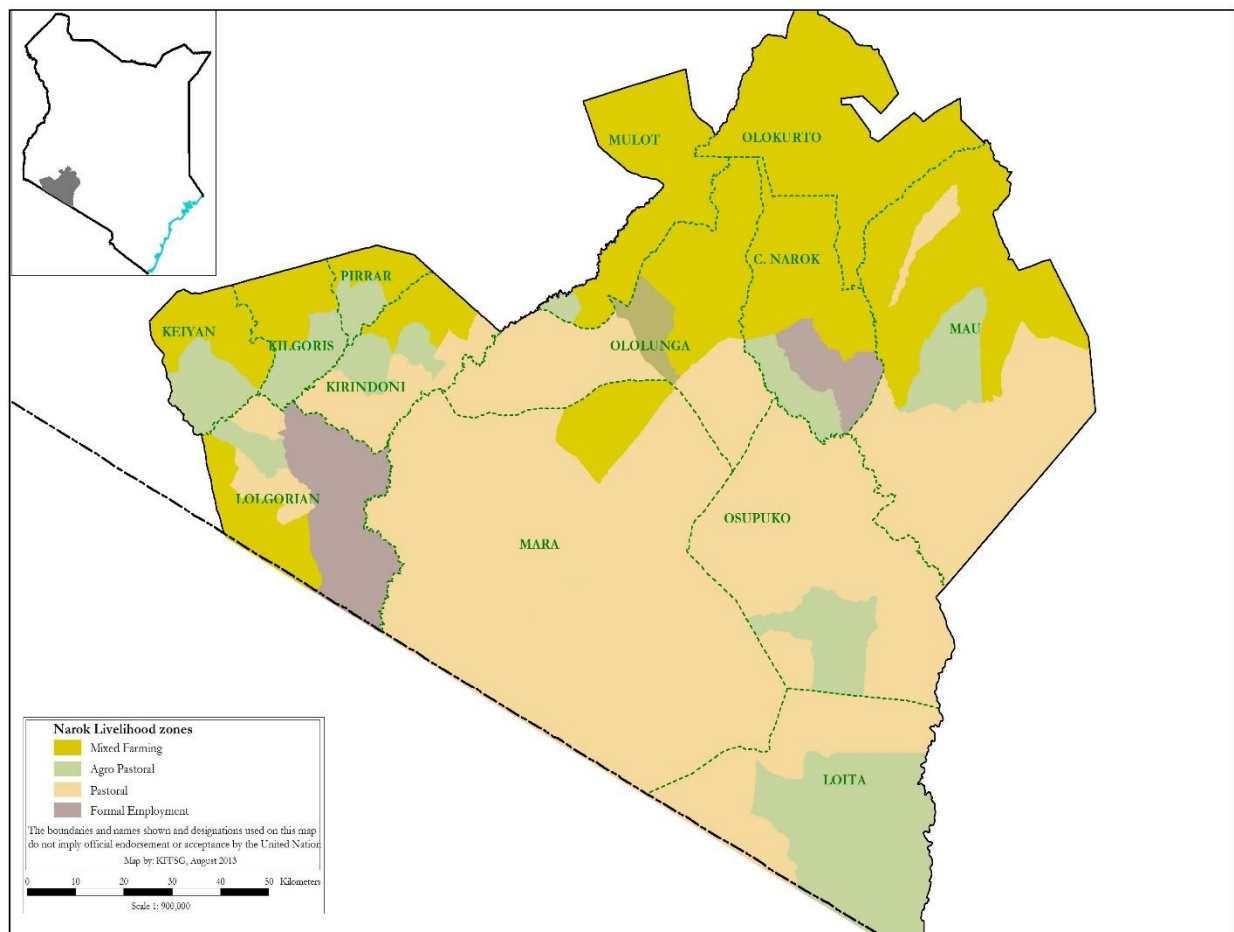 MULOT
OLOKURTO
C. NAROK
PIRRAR
KEIYAN
KILGORIS
OLOLUNGA
MAU
KIRINDONI
LOLGORIAN
OSUPUKO
MARA
LOITA
Narok Livelihood zones
Mixed Farming
Agro Pastoral
Pastoral
Formal Employment
The boundaries and names shown and designations used on this map
do not imply official endorsement or acceptance by the United Nation
Map by: KFFSG, August 2013
0 10 20 30 40 50 Kilometers
Scale 1: 900,000